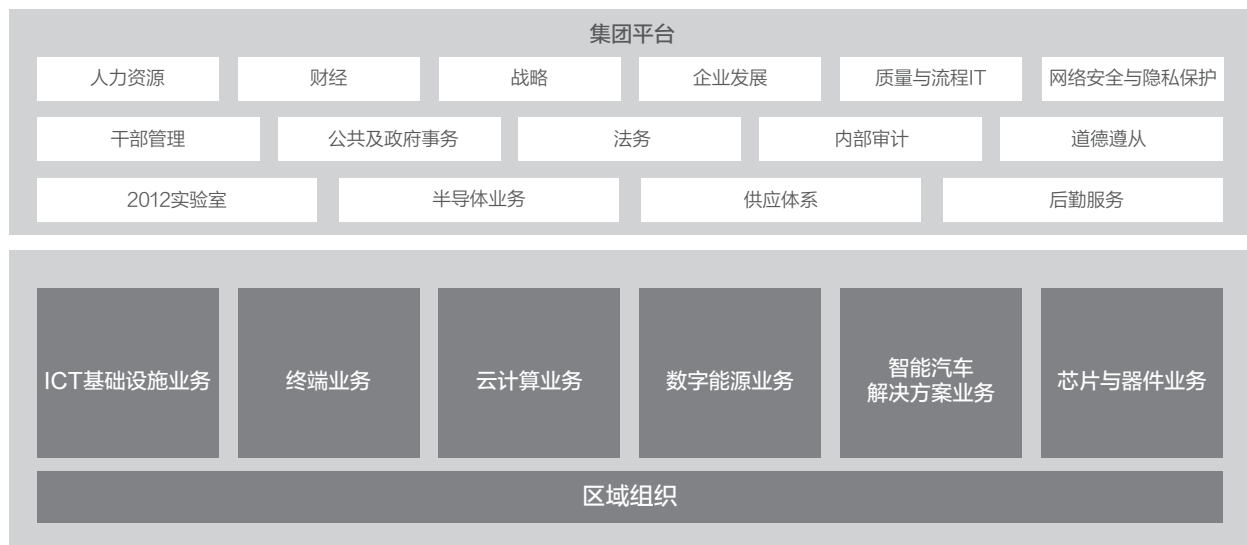 集团平台
人力资源
财经
战略
企业发展
质量与流程IT
网络安全与隐私保护
干部管理
公共及政府事务
法务
内部审计
道德遵从
2012实验室
半导体业务
供应体系
后勤服务
ICT基础设施业务
终端业务
云计算业务
数字能源业务
智能汽车
解决方案业务
芯片与器件业务
区域组织